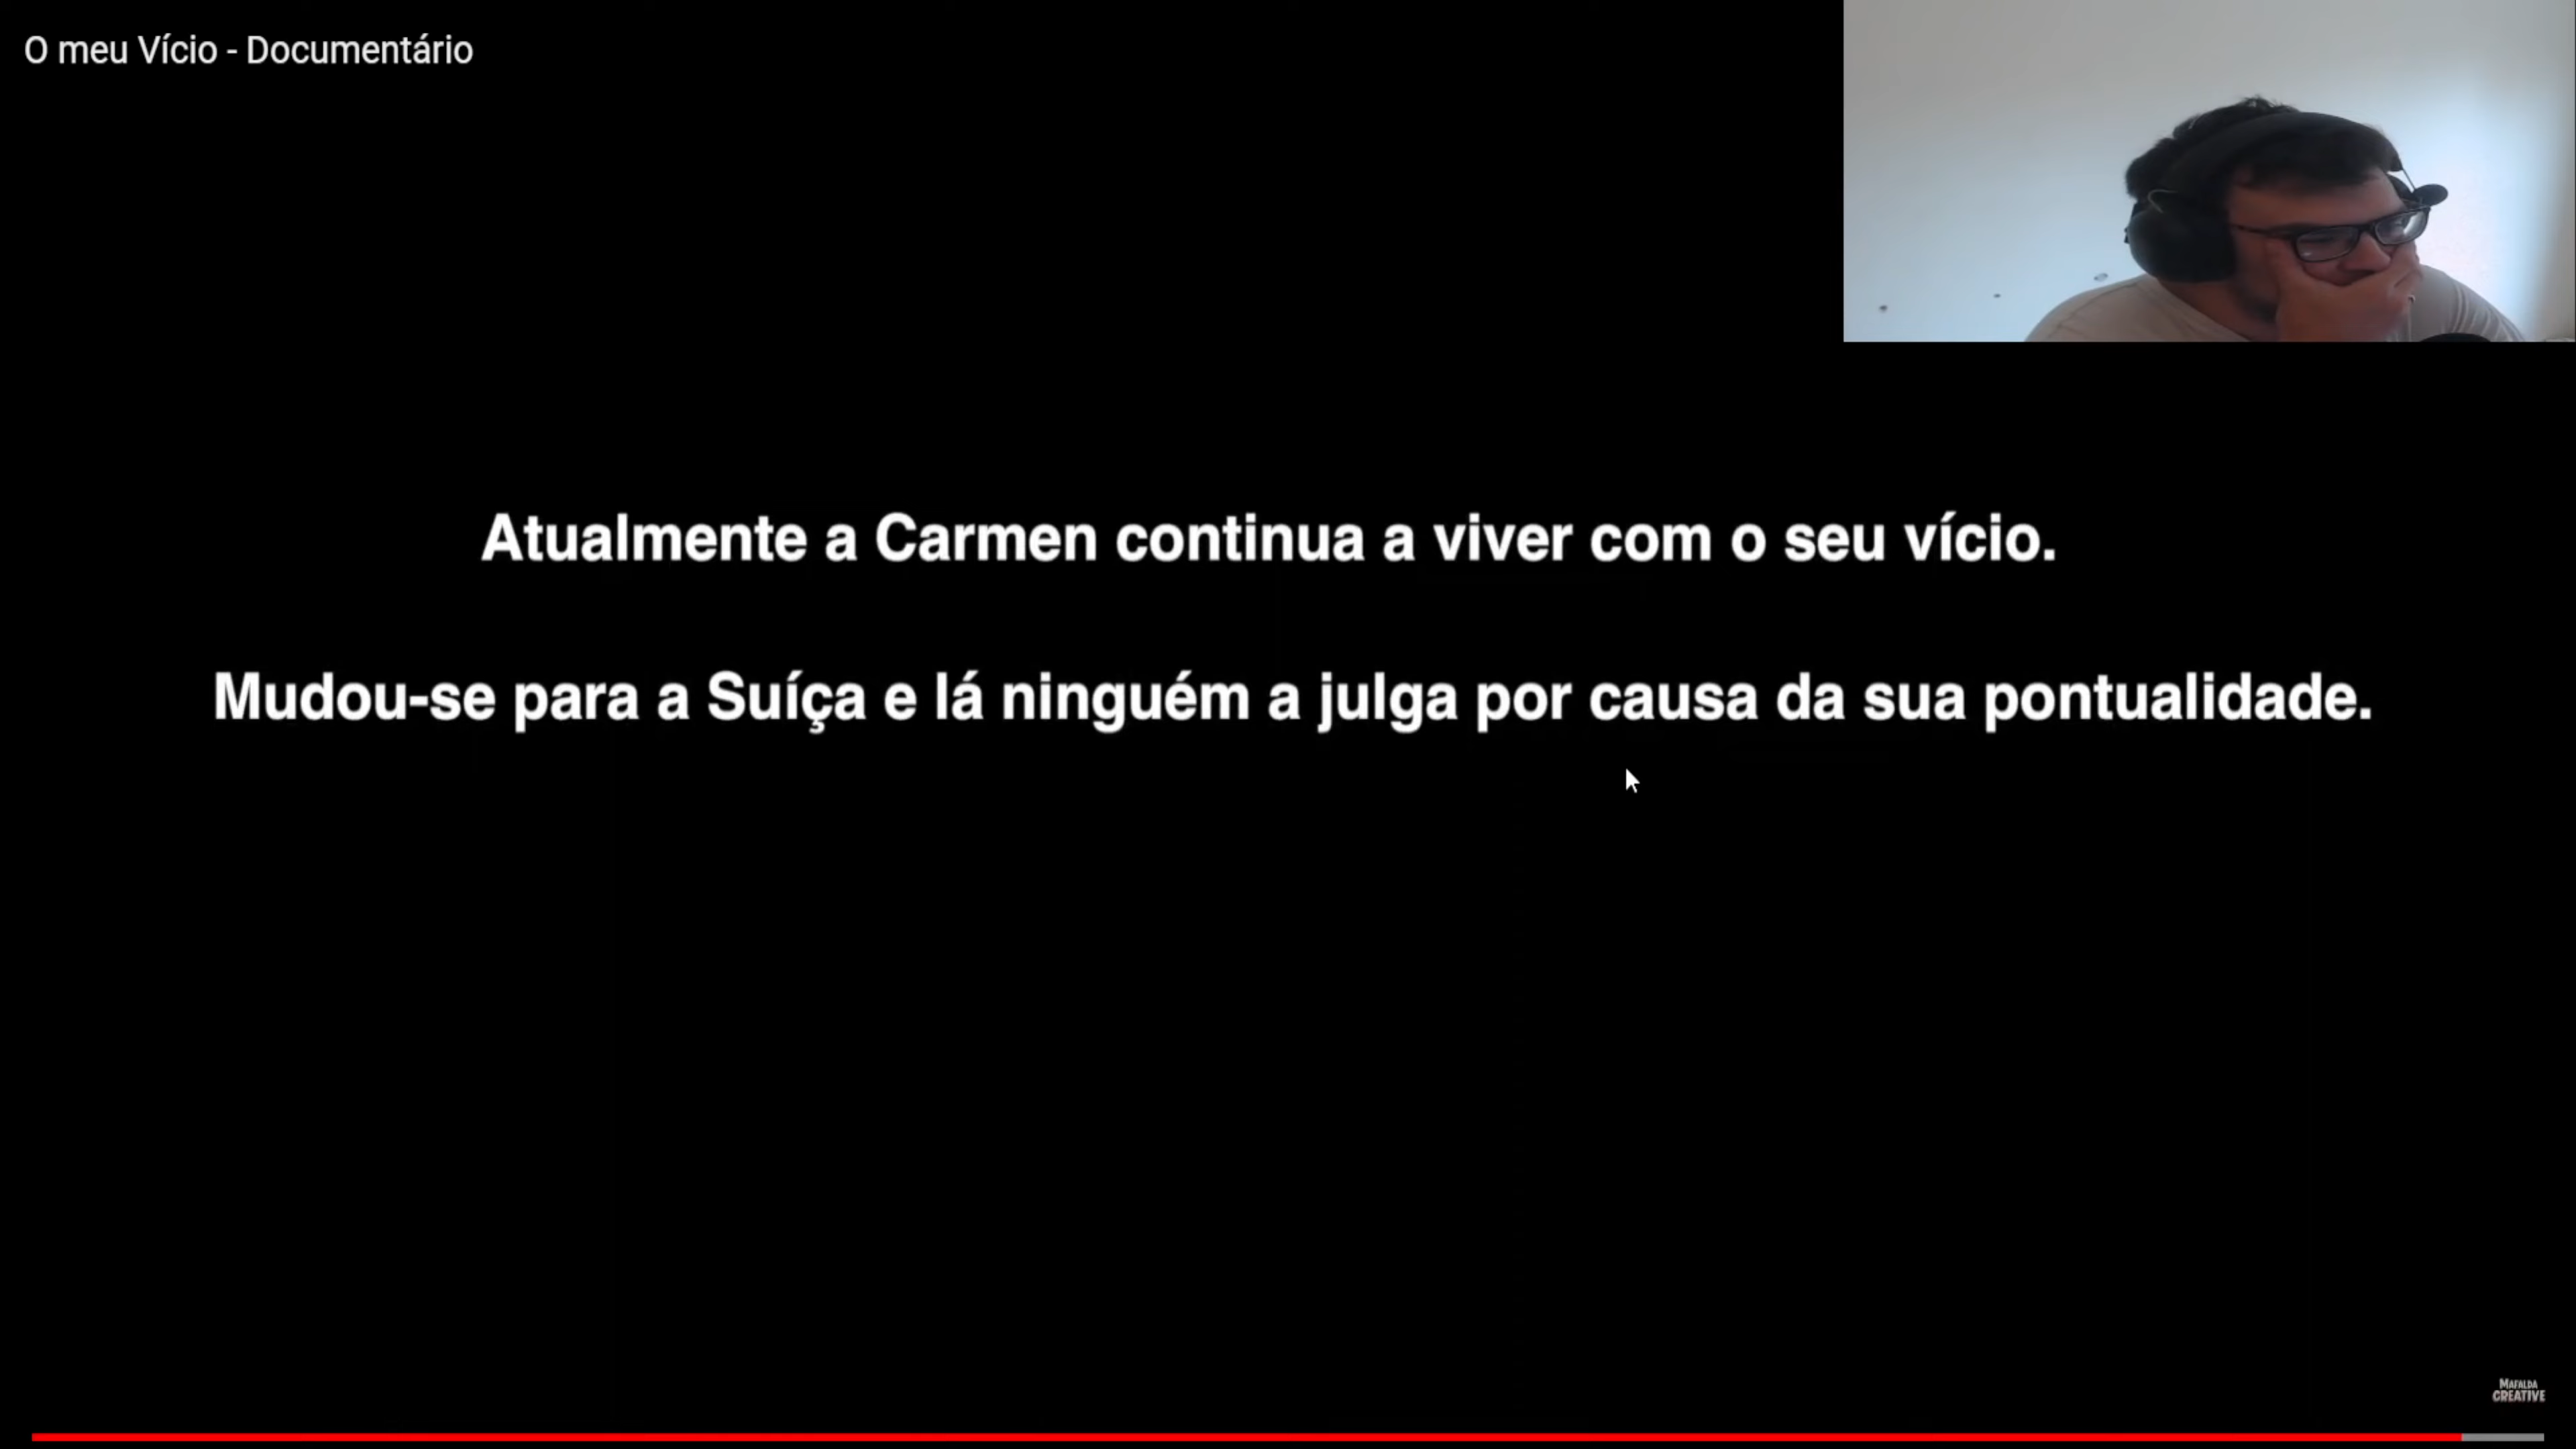 O meu Vício - Documentário
Atualmente a Carmen continua a viver com o seu vício.
Mudou-se para a Suíça e lá ninguém a julga por causa da sua pontualidade.
MAFALDA
CREATIVE